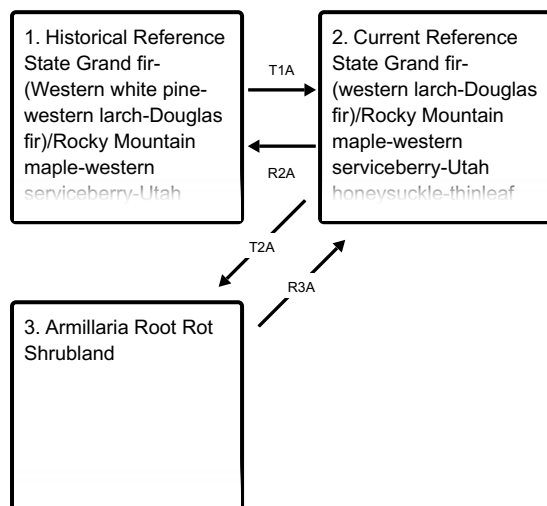 1. Historical Reference
State Grand fir-
(Western white pine-
western larch-Douglas
fir)/Rocky Mountain
maple-western
serviceberry-Utah
T1A
R2A
2. Current Reference
State Grand fir-
(western larch-Douglas
fir)/Rocky Mountain
maple-western
serviceberry-Utah
honeysuckle-thinleaf
T2A
R3A
3. Armillaria Root Rot
Shrubland